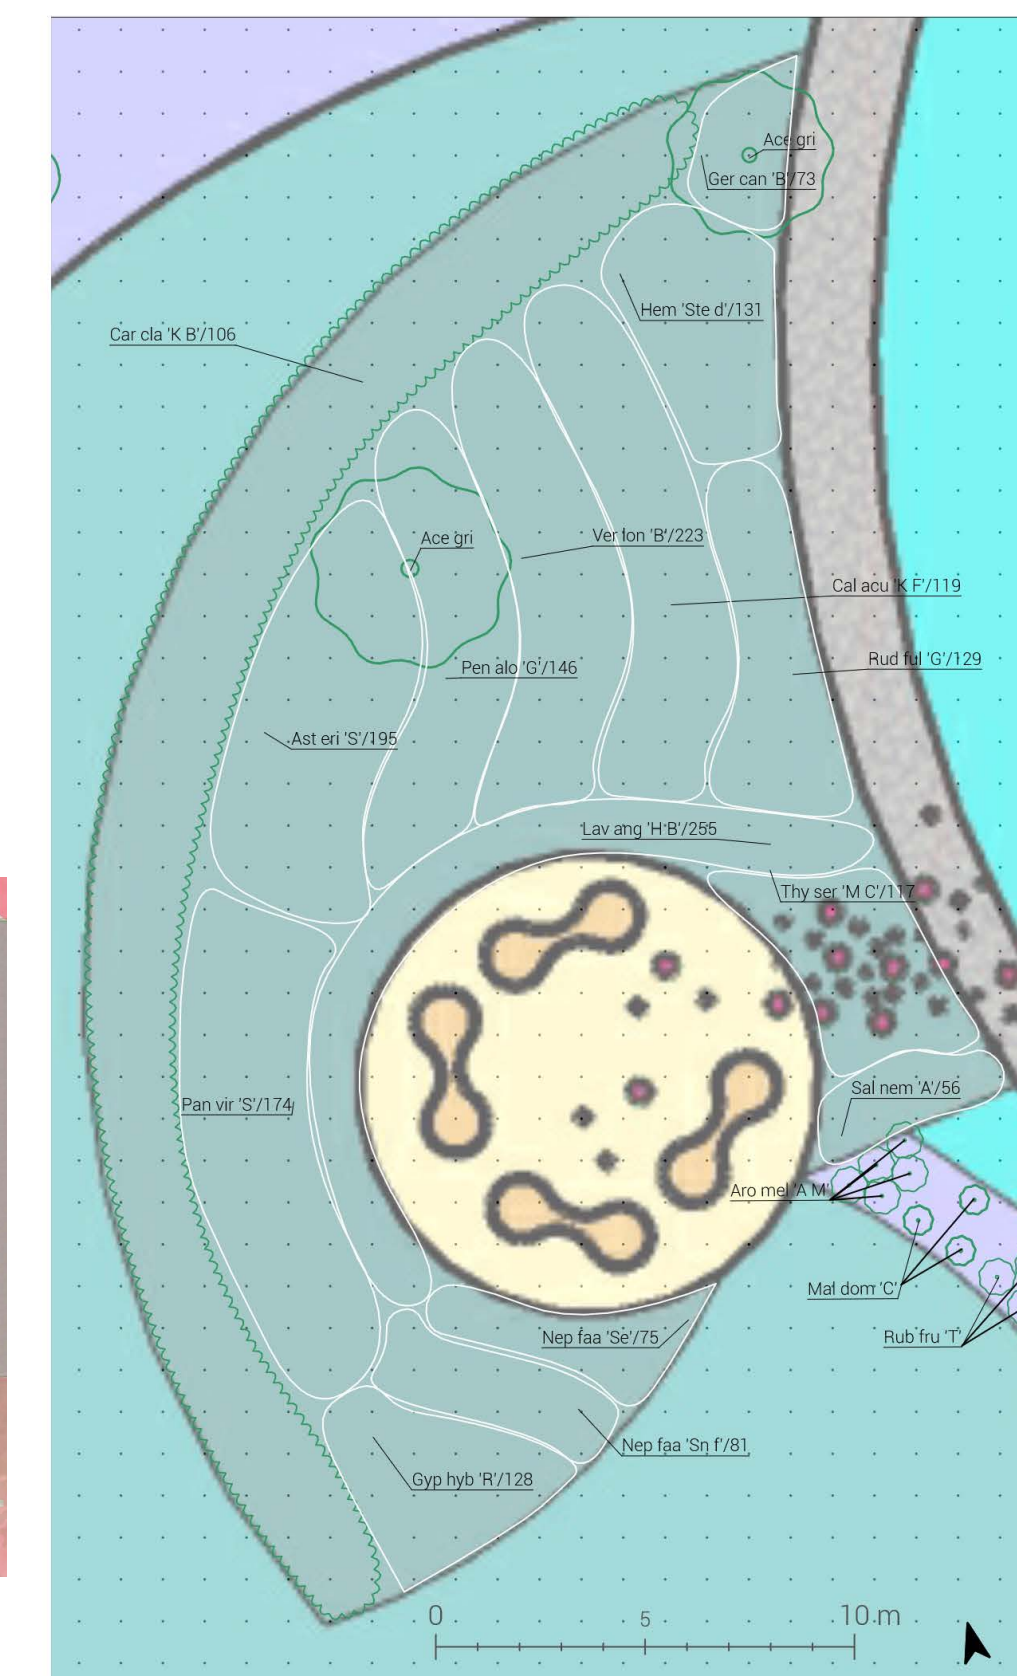 Ace gri
Ger can 'B'/73
Hem 'Ste d'/131
Car cla 'K B'/106
Ace gri
Ver lon 'B'/223
Cal acu 'K F'/119
Rud ful 'G'/129
Pen alo 'G'/146
Ast eri 'S'/195
Lav ang 'H B'/255
Thy ser 'M C'/117
Sal nem 'A'/56
Pan vir 'S'/174
Aro mel 'A M'
Mal dom 'C'
Nep faa 'Se'/75
Rub fru 'T'
Nep faa 'Sn f'/81
Gyp hyb 'R'/128
0 5 10 m